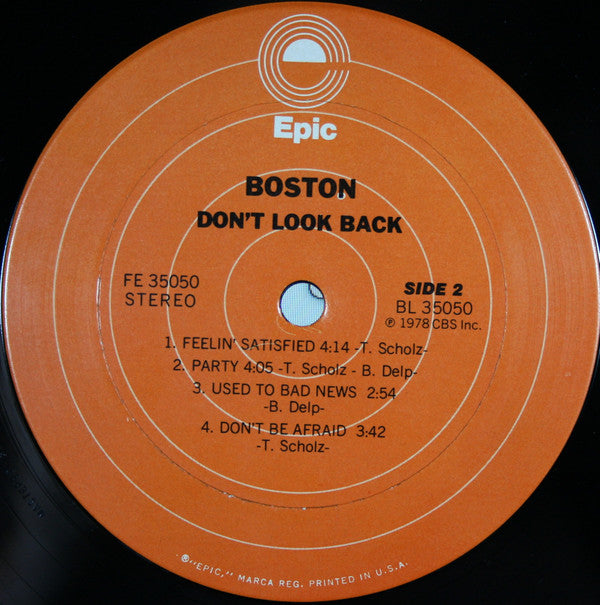 Epic
BOSTON
DON'T LOOK BACK
FE 35050
STEREO
SIDE 2
BL 35050
℗ 1978 CBS Inc.
1. FEELIN' SATISFIED 4:14 -T. Scholz-
2. PARTY 4:05 -T. Scholz - B. Delp-
3. USED TO BAD NEWS 2:54
-B. Delp-
4. DON'T BE AFRAID 3:42
-T. Scholz-
- ®"EPIC," MARCA REG. PRINTED IN U.S.A.